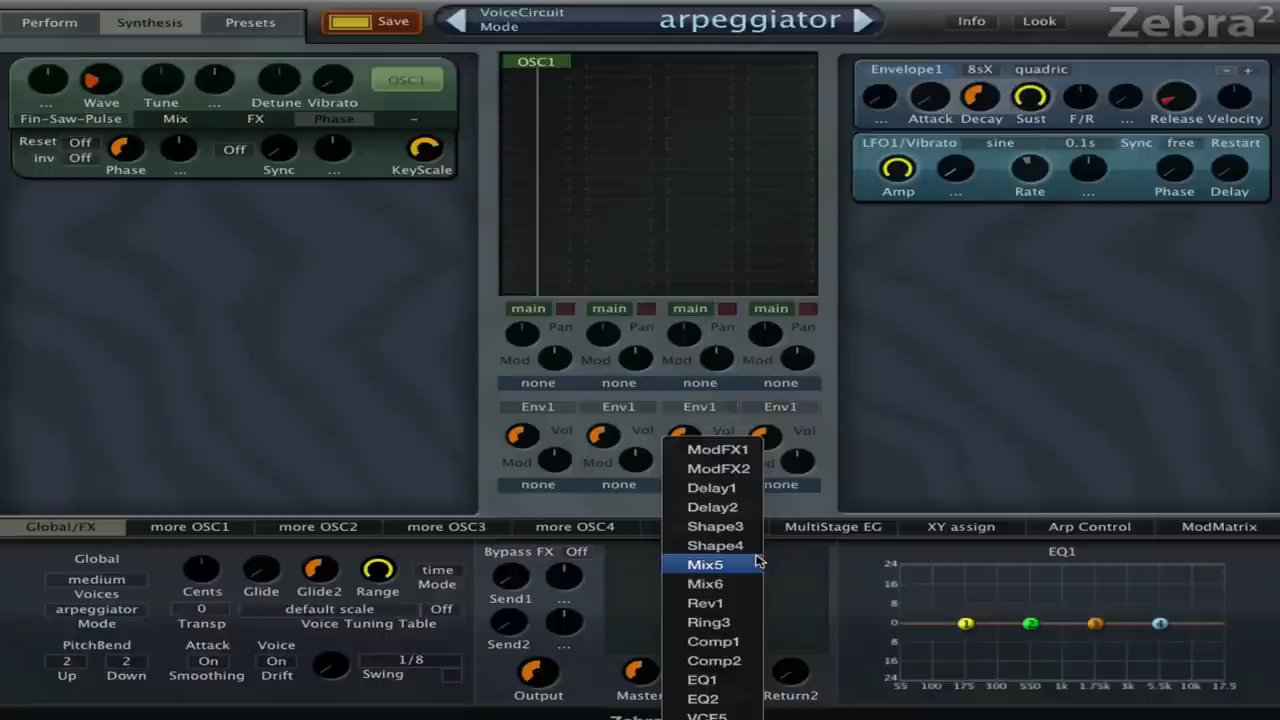 Perform Synthesis Presets Save VoiceCircuit Mode arpeggiator Info Look Zebra2
OSC1
... Wave Tune ... Detune Vibrato OSC1
Fin-Saw-Pulse Mix FX Phase -
Reset Off
inv Off Off
Phase ... Sync ... KeyScale
OSC1
main main main main
Pan Pan Pan Pan
Mod Mod Mod Mod
none none none none
Env1 Env1 Env1 Env1
Vol Vol Vol Vol
Mod Mod
none none none
Envelope1 8sX quadric - +
... Attack Decay Sust F/R ... Release Velocity
LFO1/Vibrato sine 0.1s Sync free Restart
Amp ... Rate ... Phase Delay
ModFX1
ModFX2
Delay1
Delay2
Shape3
Shape4
Mix5
Mix6
Rev1
Ring3
Comp1
Comp2
EQ1
EQ2
VCF5
Global/FX more OSC1 more OSC2 more OSC3 more OSC4 MultiStage EG XY assign Arp Control ModMatrix
Global
medium
Voices
arpeggiator
Mode
Cents Glide Glide2 Range time
Mode
0 default scale Off
Transp Voice Tuning Table
PitchBend Attack Voice
2 2 On On 1/8
Up Down Smoothing Drift Swing
Bypass FX Off
Send1 ...
Send2 ...
Output Master Return2
EQ1
24
16
8
0
8
16
24
1 2 3 4
55 100 175 300 550 1k 1.75k 3k 5.5k 10k 17.5